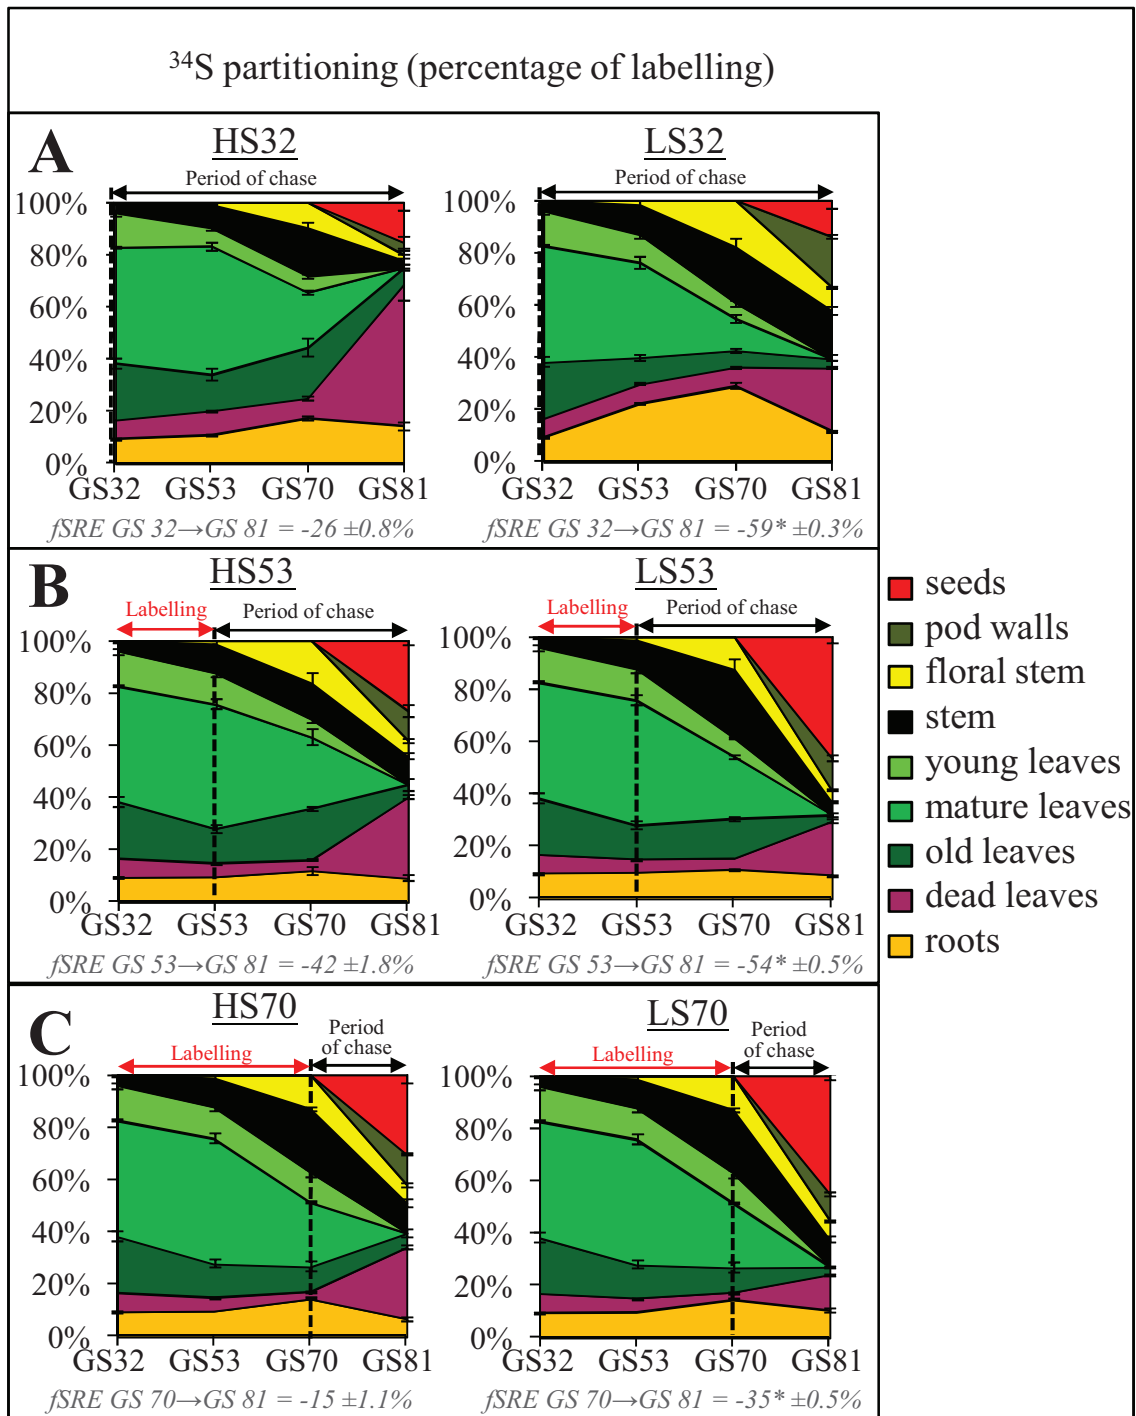 ³⁴S partitioning (percentage of labelling)
A
HS32
LS32
Period of chase
Period of chase
100%
80%
60%
40%
20%
0%
GS32 GS53 GS70 GS81
100%
80%
60%
40%
20%
0%
GS32 GS53 GS70 GS81
fSRE GS 32→GS 81 = -26 ±0.8%
fSRE GS 32→GS 81 = -59* ±0.3%
B
HS53
LS53
Labelling
Period of chase
Labelling
Period of chase
100%
80%
60%
40%
20%
0%
GS32 GS53 GS70 GS81
100%
80%
60%
40%
20%
0%
GS32 GS53 GS70 GS81
fSRE GS 53→GS 81 = -42 ±1.8%
fSRE GS 53→GS 81 = -54* ±0.5%
seeds
pod walls
floral stem
stem
young leaves
mature leaves
old leaves
dead leaves
roots
C
HS70
LS70
Labelling
Period
of chase
Labelling
Period
of chase
100%
80%
60%
40%
20%
0%
GS32 GS53 GS70 GS81
100%
80%
60%
40%
20%
0%
GS32 GS53 GS70 GS81
fSRE GS 70→GS 81 = -15 ±1.1%
fSRE GS 70→GS 81 = -35* ±0.5%